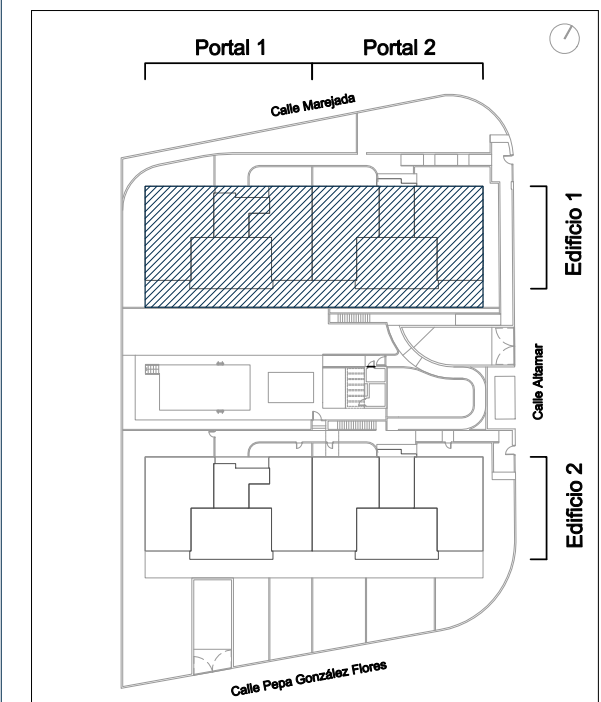 Portal 1
Portal 2
Calle Marejada
Edificio 1
Calle Altamar
Edificio 2
Calle Pepa González Flores